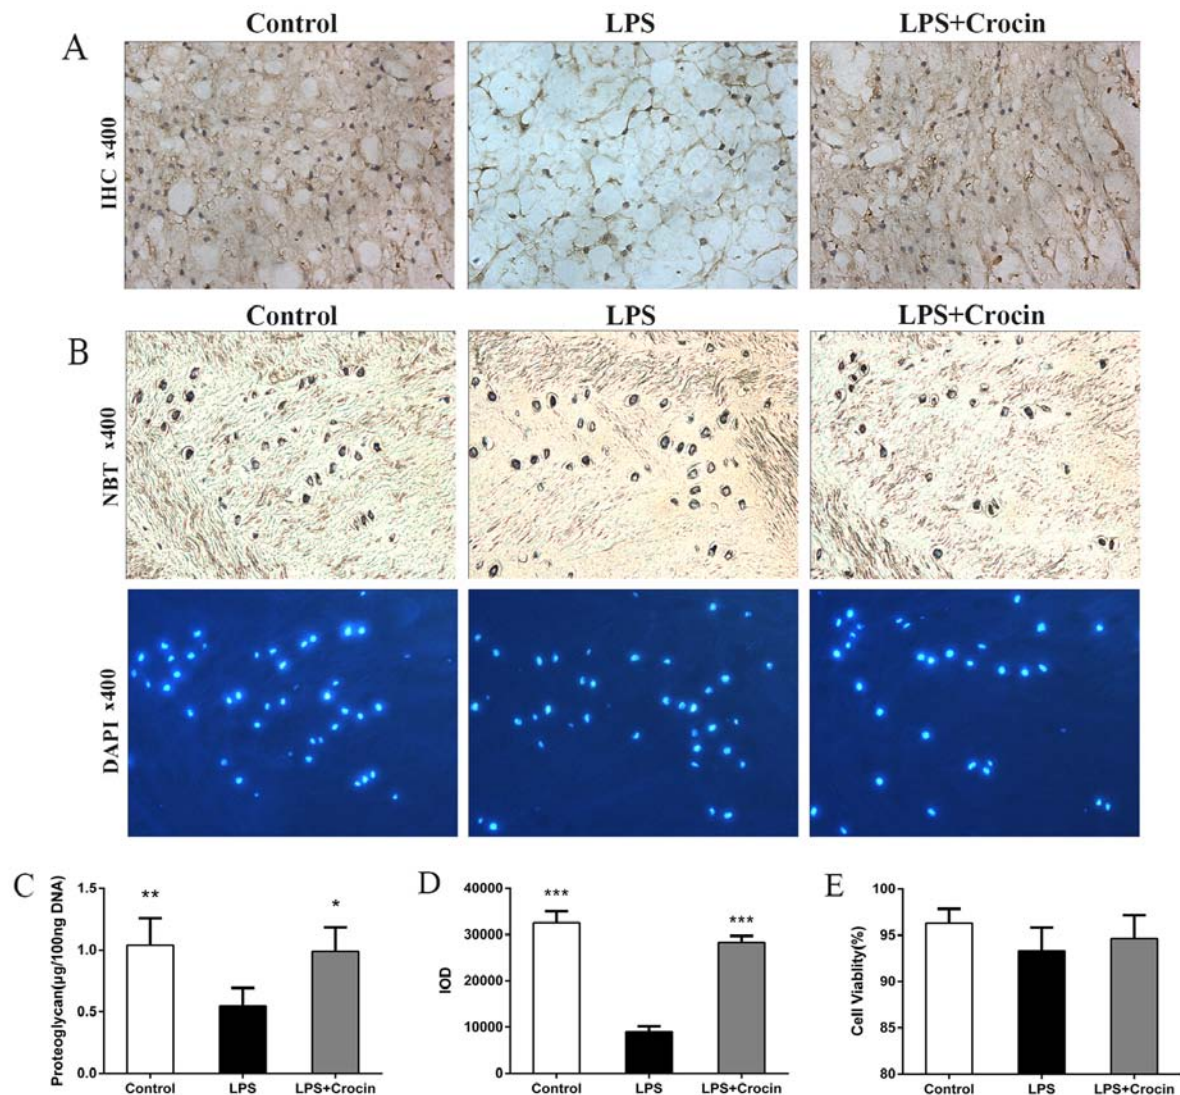 Control LPS LPS+Crocin
A
IHC x400
Control LPS LPS+Crocin
B
NBT x400
DAPI x400
C
Proteoglycan(μg/100ng DNA)
1.5
1.0
0.5
0.0
** *
Control LPS LPS+Crocin
D
IOD
40000
30000
20000
10000
0
*** ***
Control LPS LPS+Crocin
E
Cell Viablity(%)
100
95
90
85
80
Control LPS LPS+Crocin